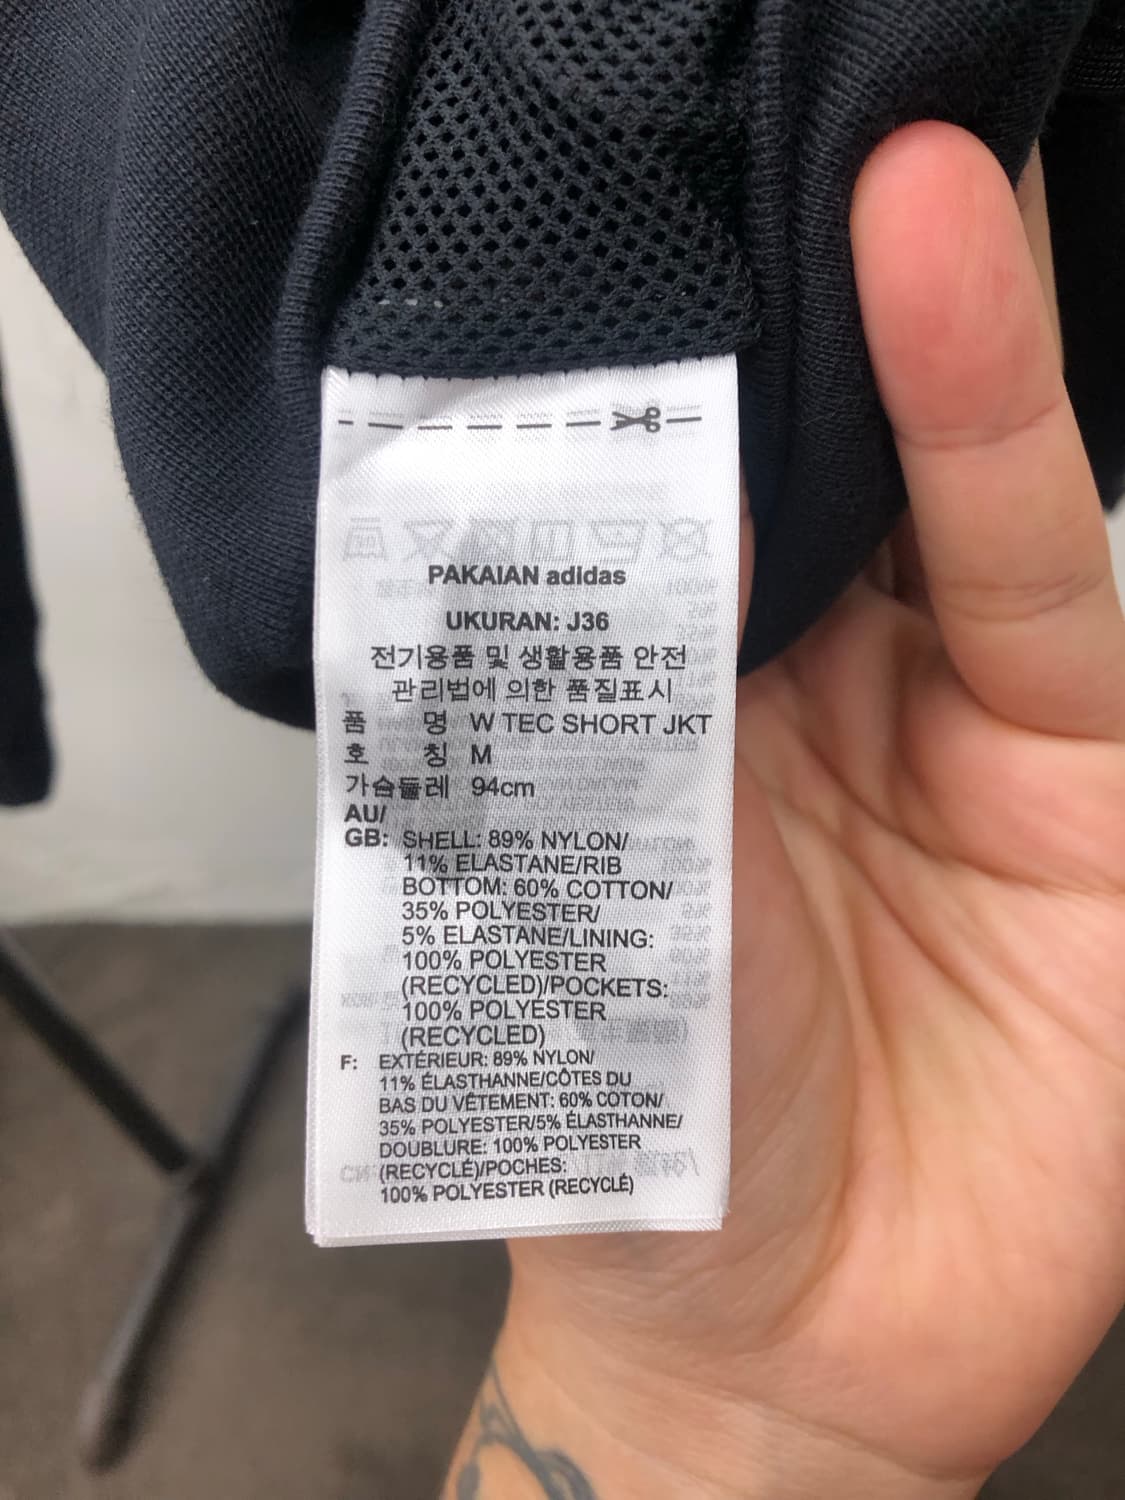 PAKAIAN adidas
UKURAN: J36
전기용품 및 생활용품 안전
관리법에 의한 품질표시
품 명 W TEC SHORT JKT
호 칭 M
가슴둘레 94cm
AU/
GB: SHELL: 89% NYLON/
11% ELASTANE/RIB
BOTTOM: 60% COTTON/
35% POLYESTER/
5% ELASTANE/LINING:
100% POLYESTER
(RECYCLED)/POCKETS:
100% POLYESTER
(RECYCLED)
F: EXTÉRIEUR: 89% NYLON/
11% ÉLASTHANNE/CÔTES DU
BAS DU VÊTEMENT: 60% COTON/
35% POLYESTER/5% ÉLASTHANNE/
DOUBLURE: 100% POLYESTER
(RECYCLÉ)/POCHES:
100% POLYESTER (RECYCLÉ)